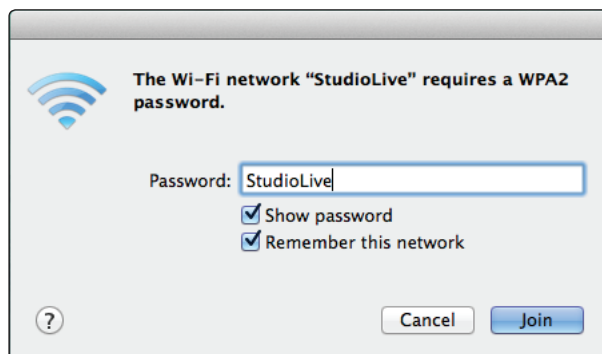 The Wi-Fi network “StudioLive” requires a WPA2
password.
Password: StudioLive
Show password
Remember this network
? Cancel Join